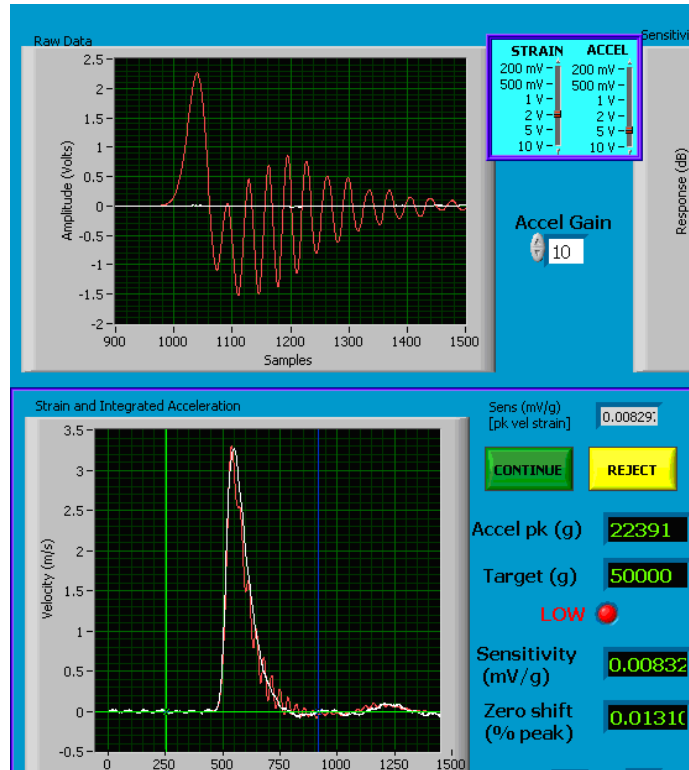 Raw Data
2.5
2
1.5
1
0.5
0
-0.5
-1
-1.5
-2
Amplitude (Volts)
900 1000 1100 1200 1300 1400 1500
Samples
STRAIN ACCEL
200 mV 200 mV
500 mV 500 mV
1 V 1 V
2 V 2 V
5 V 5 V
10 V 10 V
Accel Gain
10
Response (dB)
Strain and Integrated Acceleration
3.5
3
2.5
2
1.5
1
0.5
0
-0.5
Velocity (m/s)
0 250 500 750 1000 1250 1500
Sens (mV/g)
[pk vel strain]
CONTINUE REJECT
Accel pk (g) 22391
Target (g) 50000
LOW
Sensitivity
(mV/g)
0.00832
Zero shift
(% peak)